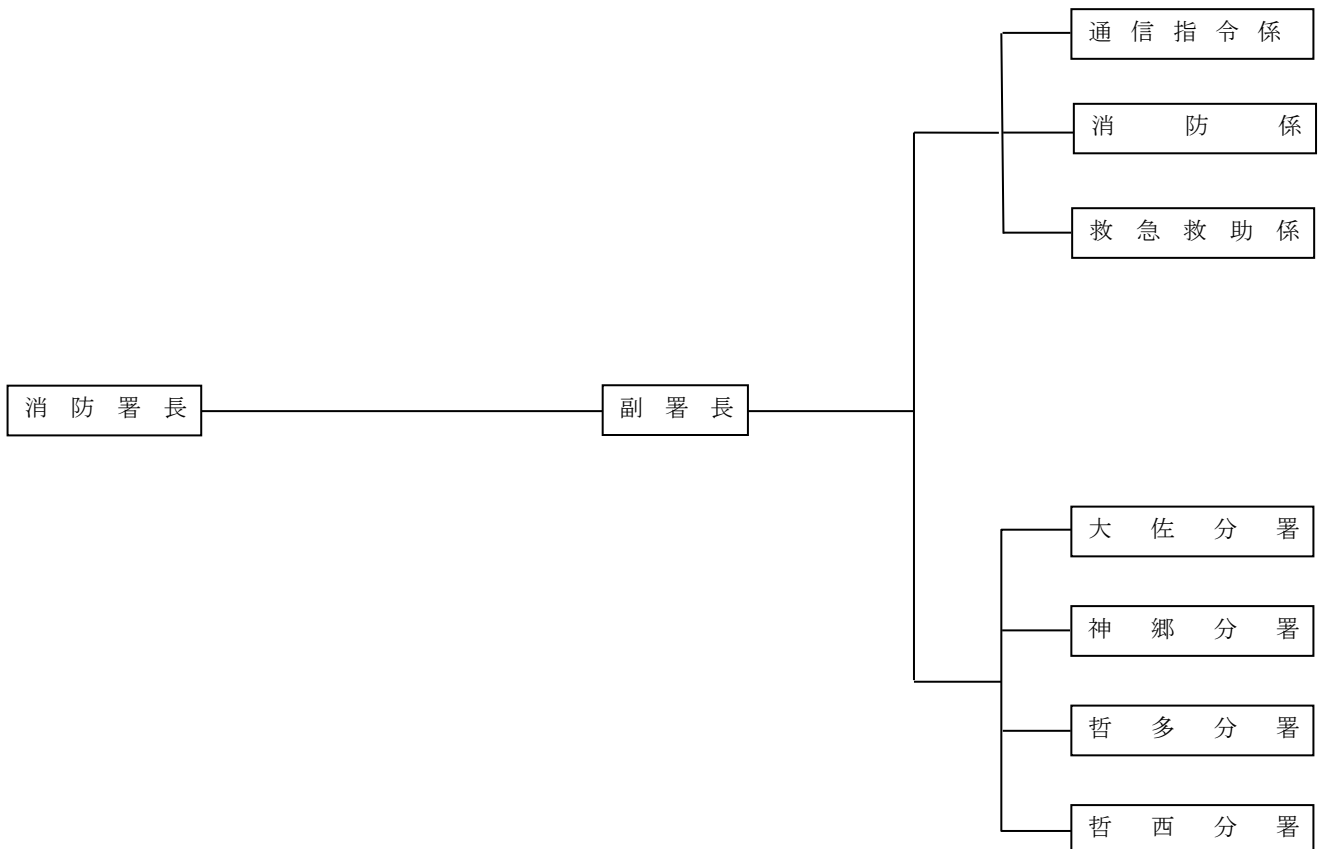 通信指令係
消防係
救急救助係
消防署長
副署長
大佐分署
神郷分署
哲多分署
哲西分署